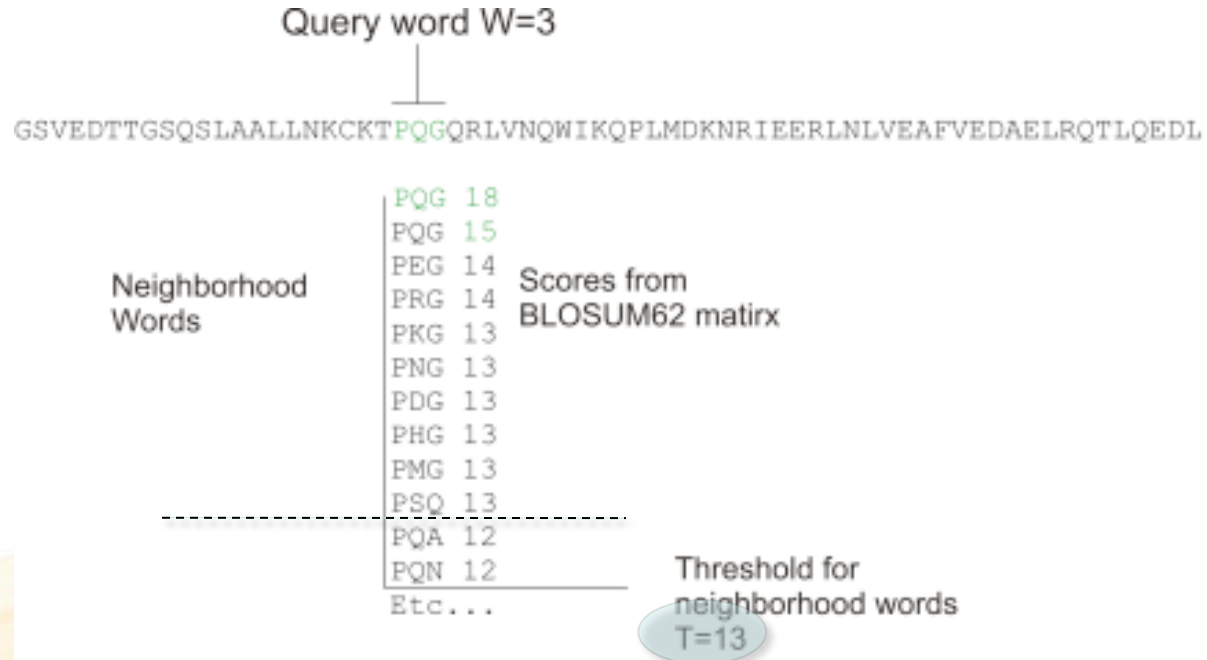 Query word W=3
GSVEDTTGSQSLAALLNKCKTPQGQRLVNQWIKQPLMDKNRIEERLNLVEAFVEDAELRQTLQEDL
PQG 18
PQG 15
PEG 14
PRG 14
PKG 13
PNG 13
PDG 13
PHG 13
PMG 13
PSQ 13
PQA 12
PQN 12
Etc...
Neighborhood
Words
Scores from
BLOSUM62 matirx
Threshold for
neighborhood words
T=13